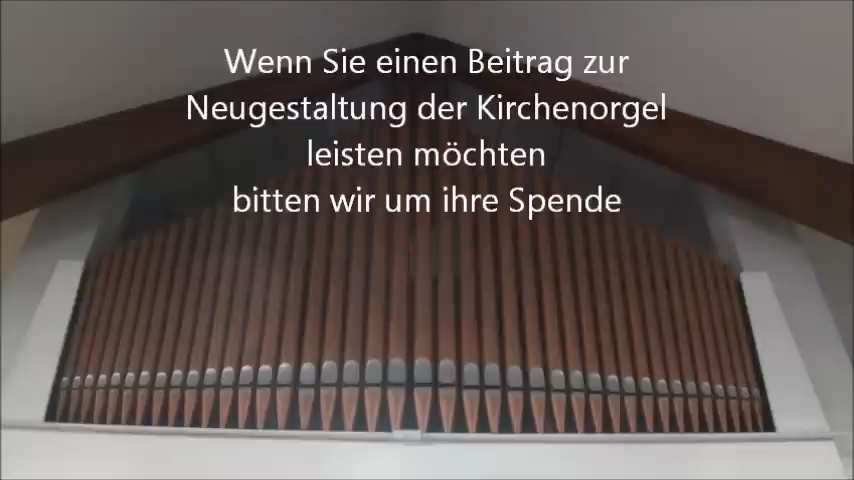 Wenn Sie einen Beitrag zur
Neugestaltung der Kirchenorgel
leisten möchten
bitten wir um ihre Spende